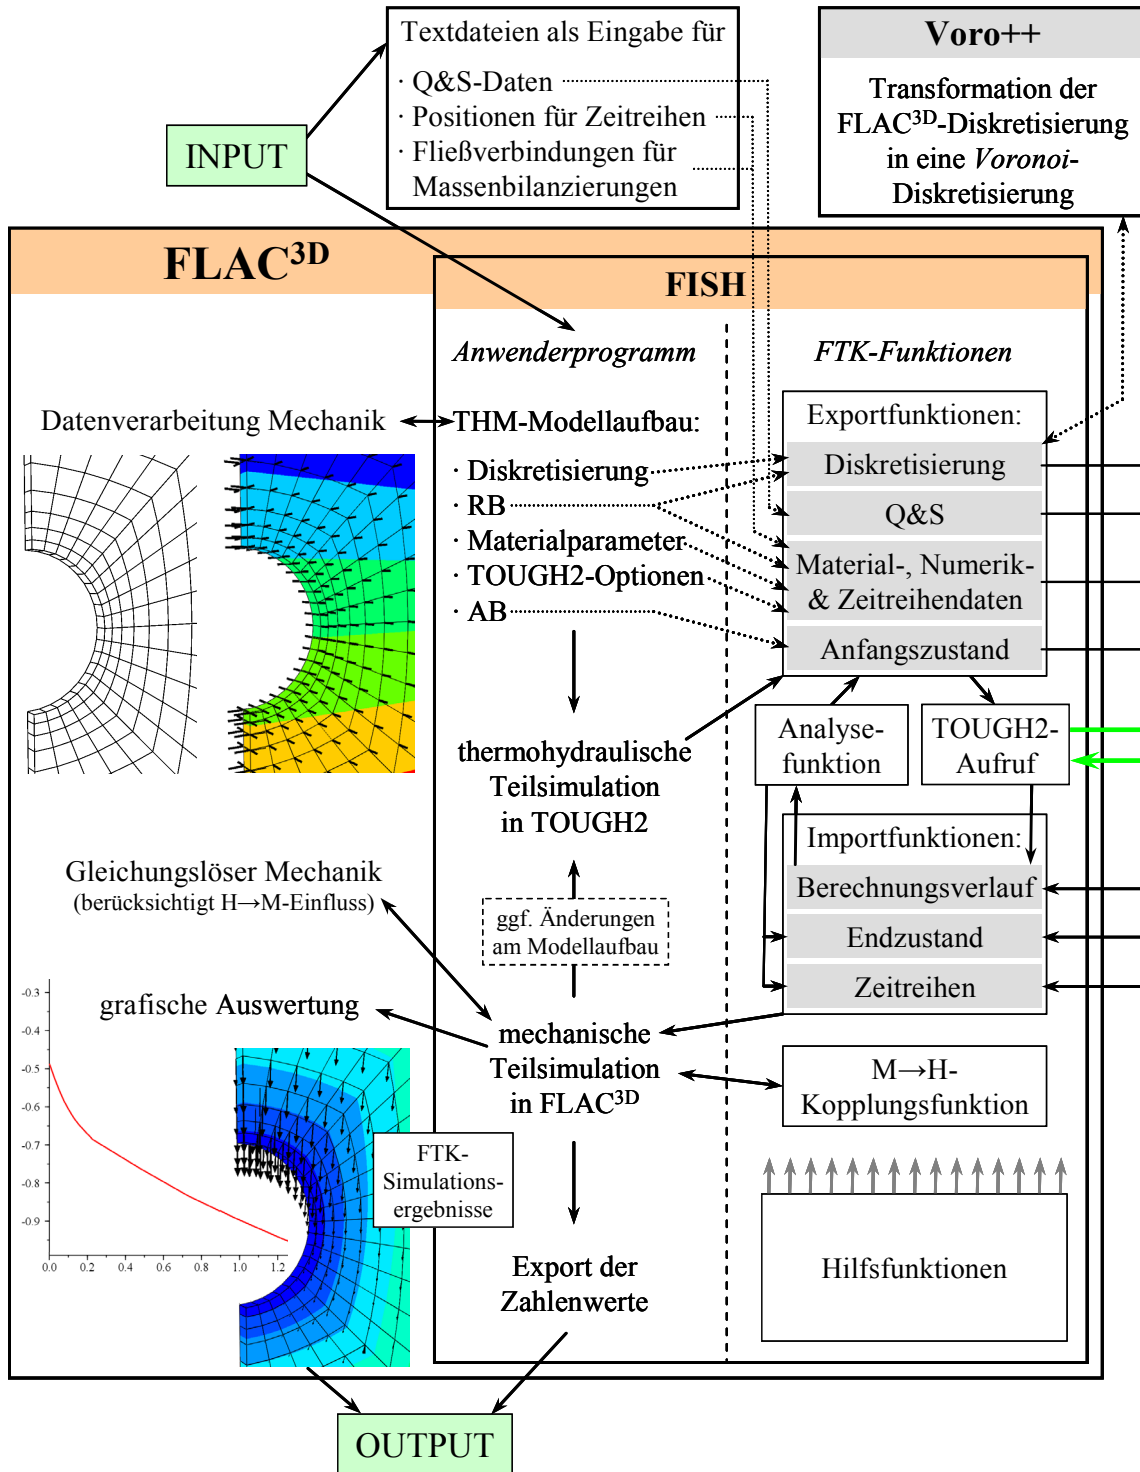 Textdateien als Eingabe für
· Q&S-Daten
· Positionen für Zeitreihen
· Fließverbindungen für
Massenbilanzierungen
Voro++
Transformation der
FLAC³ᴰ-Diskretisierung
in eine Voronoi-
Diskretisierung
INPUT
FLAC³ᴰ
FISH
Anwenderprogramm
FTK-Funktionen
Datenverarbeitung Mechanik
THM-Modellaufbau:
· Diskretisierung
· RB
· Materialparameter
· TOUGH2-Optionen
· AB
Exportfunktionen:
Diskretisierung
Q&S
Material-, Numerik-
& Zeitreihendaten
Anfangszustand
thermohydraulische
Teilsimulation
in TOUGH2
Analyse-
funktion
TOUGH2-
Aufruf
Gleichungslöser Mechanik
(berücksichtigt H→M-Einfluss)
ggf. Änderungen
am Modellaufbau
Importfunktionen:
Berechnungsverlauf
Endzustand
Zeitreihen
grafische Auswertung
mechanische
Teilsimulation
in FLAC³ᴰ
M→H-
Kopplungsfunktion
-0.3
-0.4
-0.5
-0.6
-0.7
-0.8
-0.9
0.0 0.2 0.4 0.6 0.8 1.0 1.2
FTK-
Simulations-
ergebnisse
Export der
Zahlenwerte
Hilfsfunktionen
OUTPUT